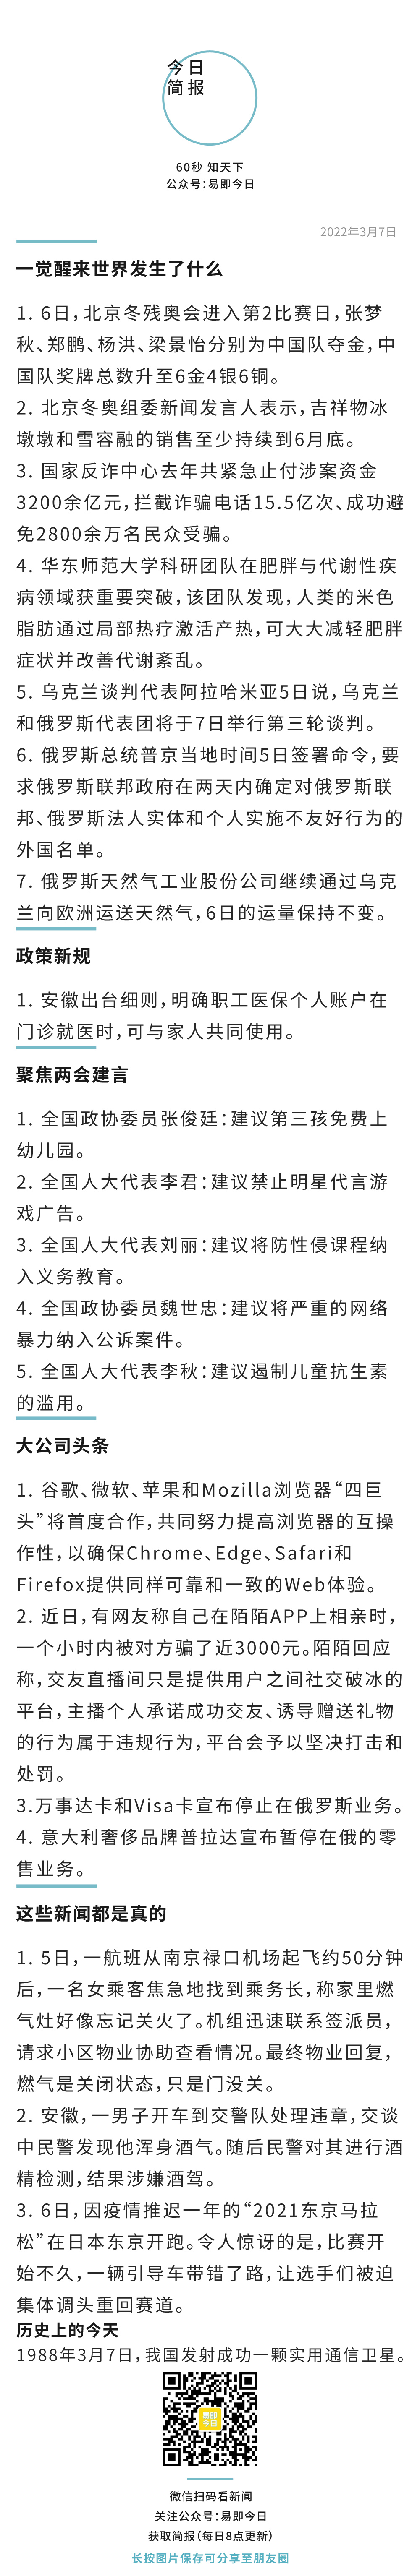 今日
简报
60秒 知天下
公众号：易即今日
2022年3月7日
一觉醒来世界发生了什么
1. 6日，北京冬残奥会进入第2比赛日，张梦
秋、郑鹏、杨洪、梁景怡分别为中国队夺金，中
国队奖牌总数升至6金4银6铜。
2. 北京冬奥组委新闻发言人表示，吉祥物冰
墩墩和雪容融的销售至少持续到6月底。
3. 国家反诈中心去年共紧急止付涉案资金
3200余亿元，拦截诈骗电话15.5亿次、成功避
免2800余万名民众受骗。
4. 华东师范大学科研团队在肥胖与代谢性疾
病领域获重要突破，该团队发现，人类的米色
脂肪通过局部热疗激活产热，可大大减轻肥胖
症状并改善代谢紊乱。
5. 乌克兰谈判代表阿拉哈米亚5日说，乌克兰
和俄罗斯代表团将于7日举行第三轮谈判。
6. 俄罗斯总统普京当地时间5日签署命令，要
求俄罗斯联邦政府在两天内确定对俄罗斯联
邦、俄罗斯法人实体和个人实施不友好行为的
外国名单。
7. 俄罗斯天然气工业股份公司继续通过乌克
兰向欧洲运送天然气，6日的运量保持不变。
政策新规
1. 安徽出台细则，明确职工医保个人账户在
门诊就医时，可与家人共同使用。
聚焦两会建言
1. 全国政协委员张俊廷：建议第三孩免费上
幼儿园。
2. 全国人大代表李君：建议禁止明星代言游
戏广告。
3. 全国人大代表刘丽：建议将防性侵课程纳
入义务教育。
4. 全国政协委员魏世忠：建议将严重的网络
暴力纳入公诉案件。
5. 全国人大代表李秋：建议遏制儿童抗生素
的滥用。
大公司头条
1. 谷歌、微软、苹果和Mozilla浏览器“四巨
头”将首度合作，共同努力提高浏览器的互操
作性，以确保Chrome、Edge、Safari和
Firefox提供同样可靠和一致的Web体验。
2. 近日，有网友称自己在陌陌APP上相亲时，
一个小时内被对方骗了近3000元。陌陌回应
称，交友直播间只是提供用户之间社交破冰的
平台，主播个人承诺成功交友、诱导赠送礼物
的行为属于违规行为，平台会予以坚决打击和
处罚。
3.万事达卡和Visa卡宣布停止在俄罗斯业务。
4. 意大利奢侈品牌普拉达宣布暂停在俄的零
售业务。
这些新闻都是真的
1. 5日，一航班从南京禄口机场起飞约50分钟
后，一名女乘客焦急地找到乘务长，称家里燃
气灶好像忘记关火了。机组迅速联系签派员，
请求小区物业协助查看情况。最终物业回复，
燃气是关闭状态，只是门没关。
2. 安徽，一男子开车到交警队处理违章，交谈
中民警发现他浑身酒气。随后民警对其进行酒
精检测，结果涉嫌酒驾。
3. 6日，因疫情推迟一年的“2021东京马拉
松”在日本东京开跑。令人惊讶的是，比赛开
始不久，一辆引导车带错了路，让选手们被迫
集体调头重回赛道。
历史上的今天
1988年3月7日，我国发射成功一颗实用通信卫星。
易即
今日
微信扫码看新闻
关注公众号：易即今日
获取简报（每日8点更新）
长按图片保存可分享至朋友圈